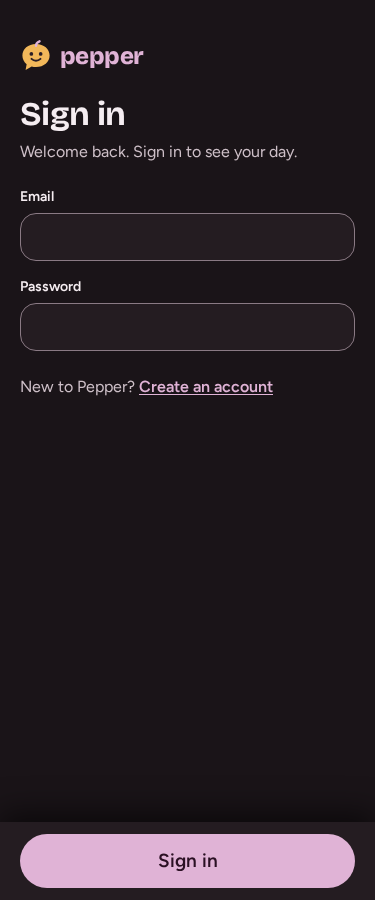 pepper
Sign in
Welcome back. Sign in to see your day.
Email
Password
New to Pepper? Create an account
Sign in